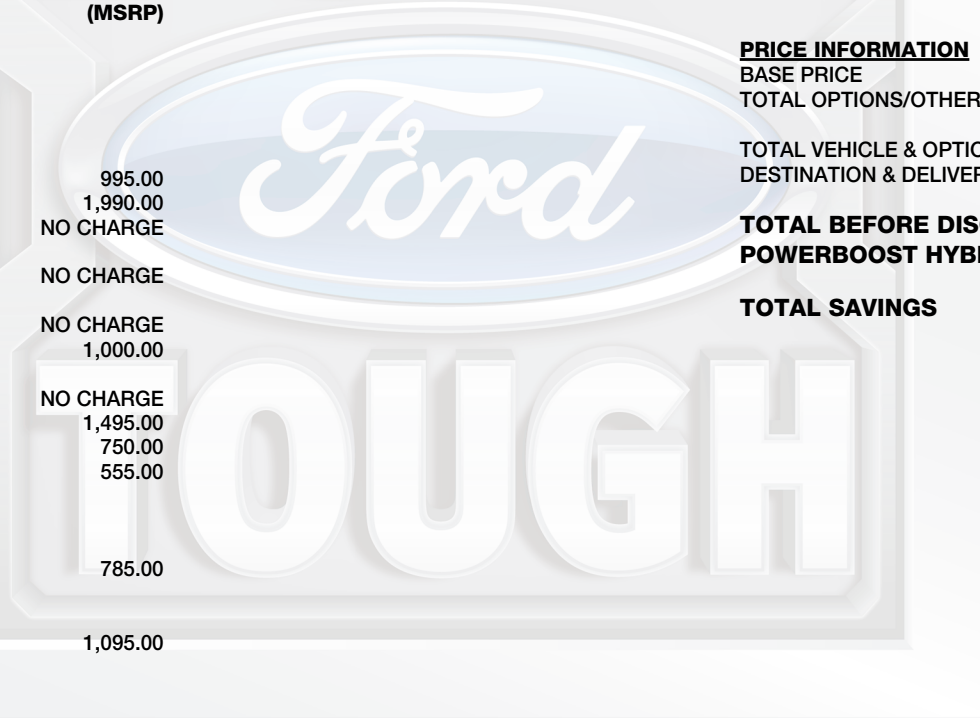 (MSRP)
995.00
1,990.00
NO CHARGE
NO CHARGE
NO CHARGE
1,000.00
NO CHARGE
1,495.00
750.00
555.00
785.00
1,095.00
PRICE INFORMATION
BASE PRICE
TOTAL OPTIONS/OTHER
TOTAL VEHICLE & OPTIO
DESTINATION & DELIVER
TOTAL BEFORE DIS
POWERBOOST HYB
TOTAL SAVINGS
Ford
TOUGH